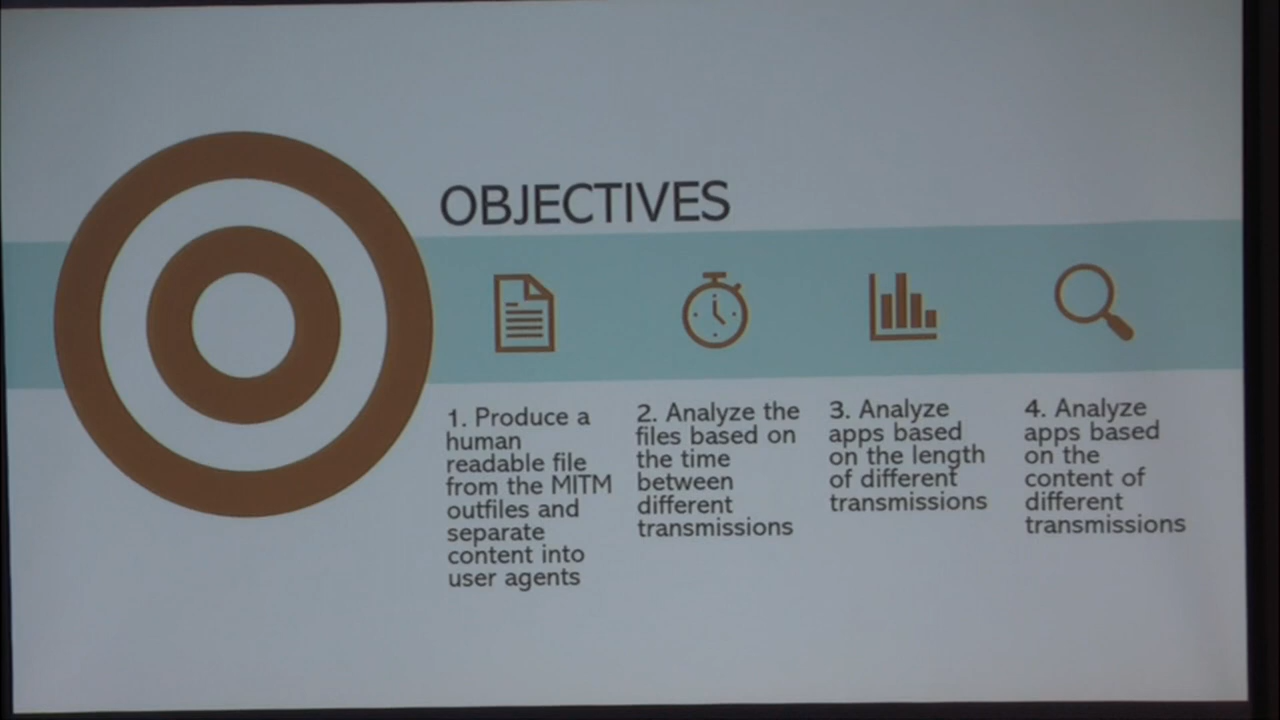 OBJECTIVES
1. Produce a
human
readable file
from the MITM
outfiles and
separate
content into
user agents
2. Analyze the
files based on
the time
between
different
transmissions
3. Analyze
apps based
on the length
of different
transmissions
4. Analyze
apps based
on the
content of
different
transmissions